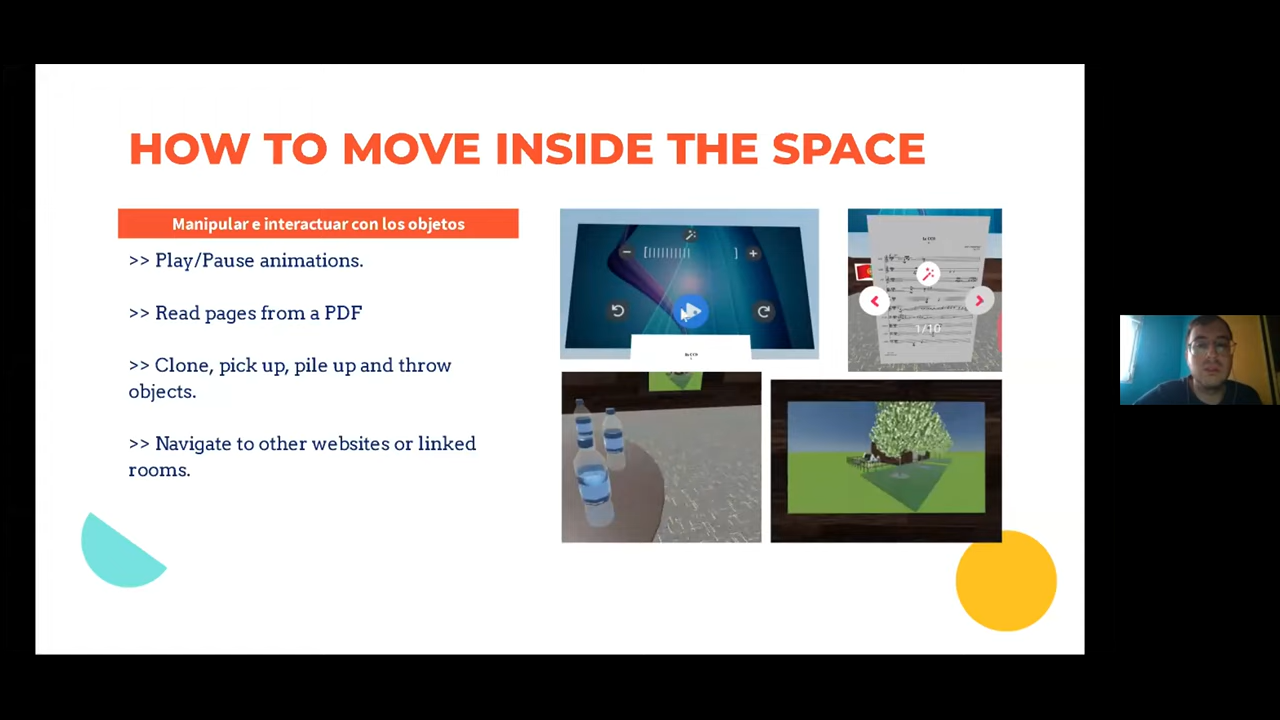 HOW TO MOVE INSIDE THE SPACE
Manipular e interactuar con los objetos
>> Play/Pause animations.
>> Read pages from a PDF
>> Clone, pick up, pile up and throw
objects.
>> Navigate to other websites or linked
rooms.
1/10